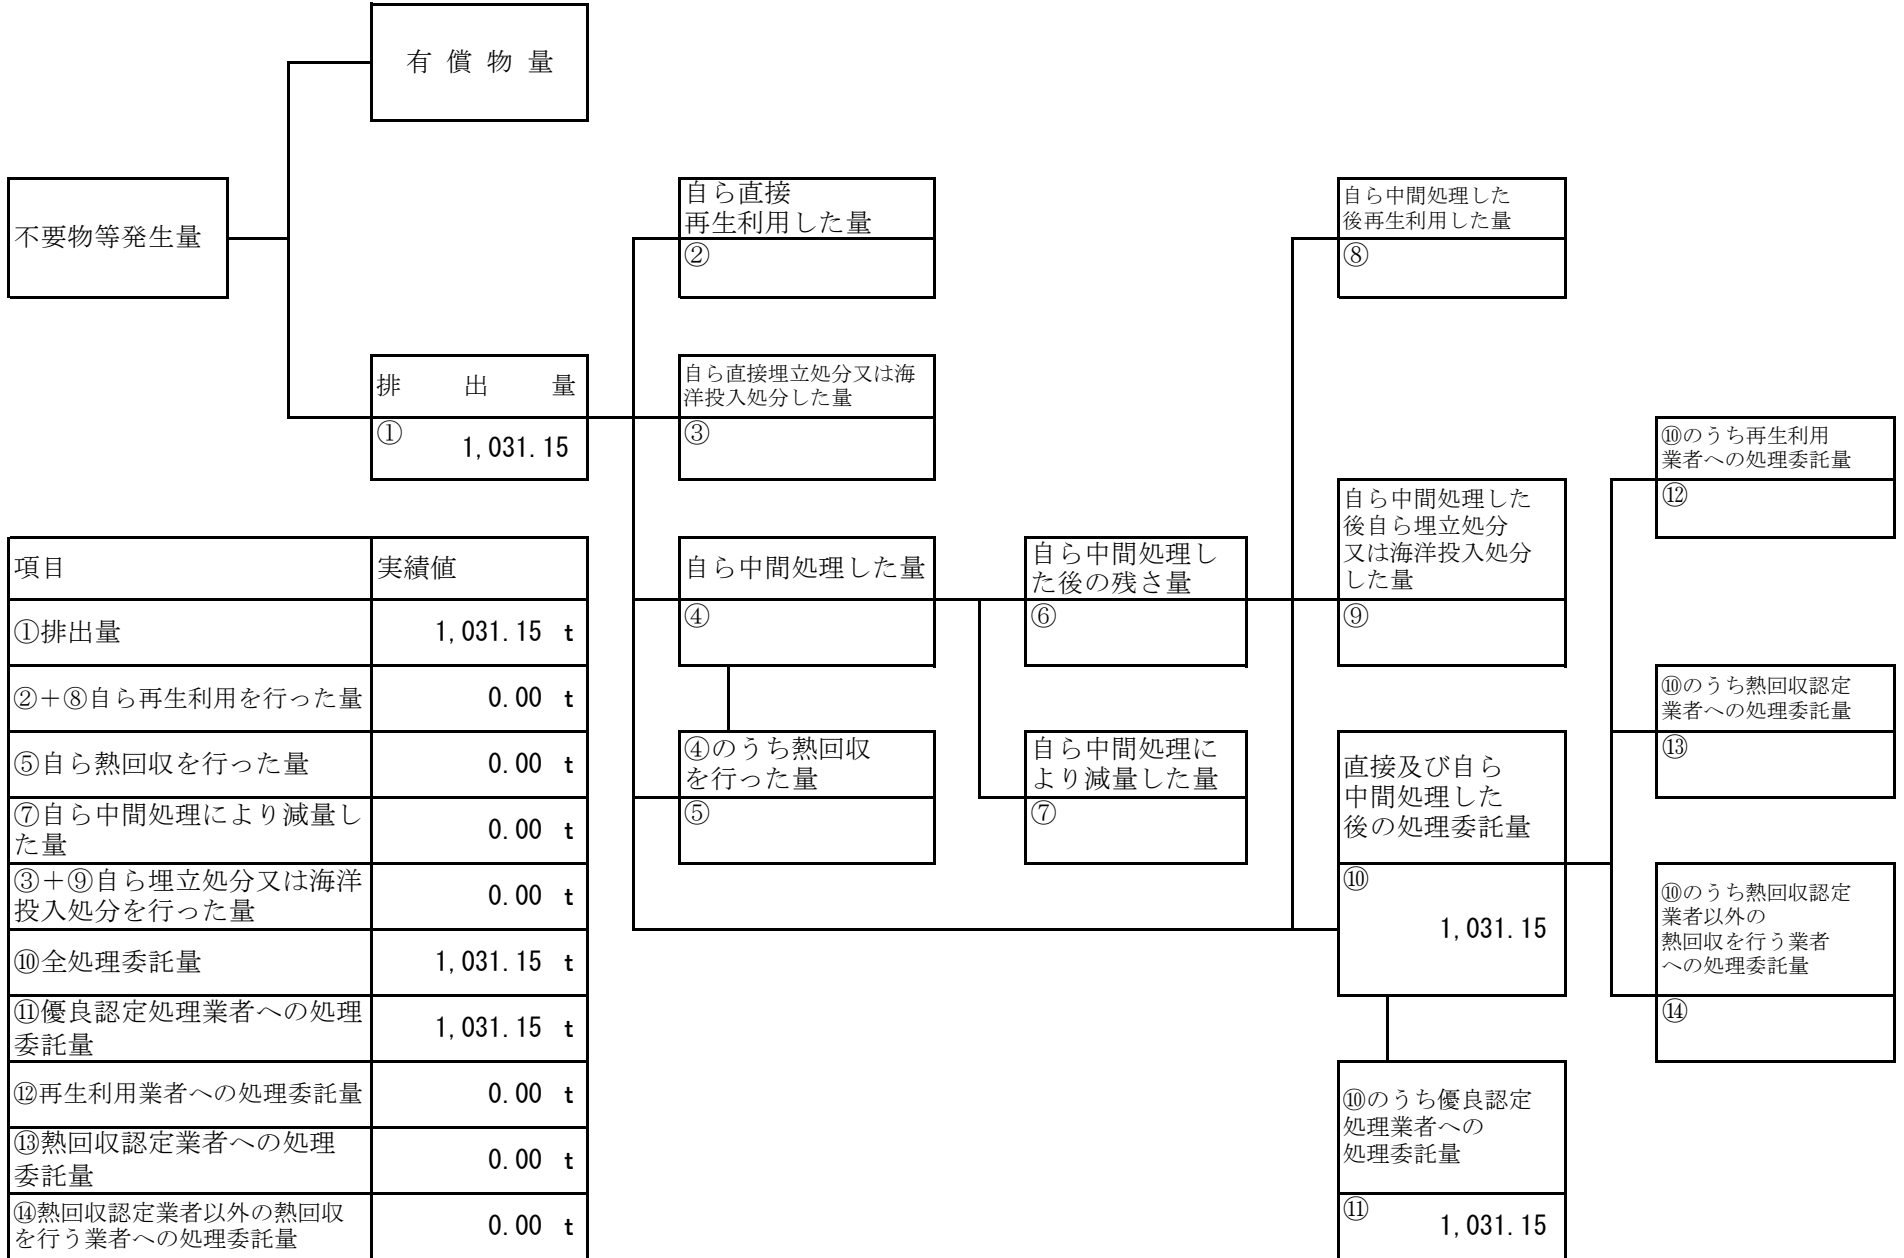 有償物量
不要物等発生量
自ら直接
再生利用した量
②
自ら中間処理した
後再生利用した量
⑧
排出量
① 1,031.15
自ら直接埋立処分又は海
洋投入処分した量
③
⑩のうち再生利用
業者への処理委託量
⑫
自ら中間処理した量
④
自ら中間処理し
た後の残さ量
⑥
自ら中間処理した
後自ら埋立処分
又は海洋投入処分
した量
⑨
⑩のうち熱回収認定
業者への処理委託量
⑬
④のうち熱回収
を行った量
⑤
自ら中間処理に
より減量した量
⑦
直接及び自ら
中間処理した
後の処理委託量
⑩
1,031.15
⑩のうち熱回収認定
業者以外の
熱回収を行う業者
への処理委託量
⑭
⑩のうち優良認定
処理業者への
処理委託量
⑪ 1,031.15
項目 実績値
①排出量 1,031.15 t
②＋⑧自ら再生利用を行った量 0.00 t
⑤自ら熱回収を行った量 0.00 t
⑦自ら中間処理により減量し
た量 0.00 t
③＋⑨自ら埋立処分又は海洋
投入処分を行った量 0.00 t
⑩全処理委託量 1,031.15 t
⑪優良認定処理業者への処理
委託量 1,031.15 t
⑫再生利用業者への処理委託量 0.00 t
⑬熱回収認定業者への処理
委託量 0.00 t
⑭熱回収認定業者以外の熱回収
を行う業者への処理委託量 0.00 t